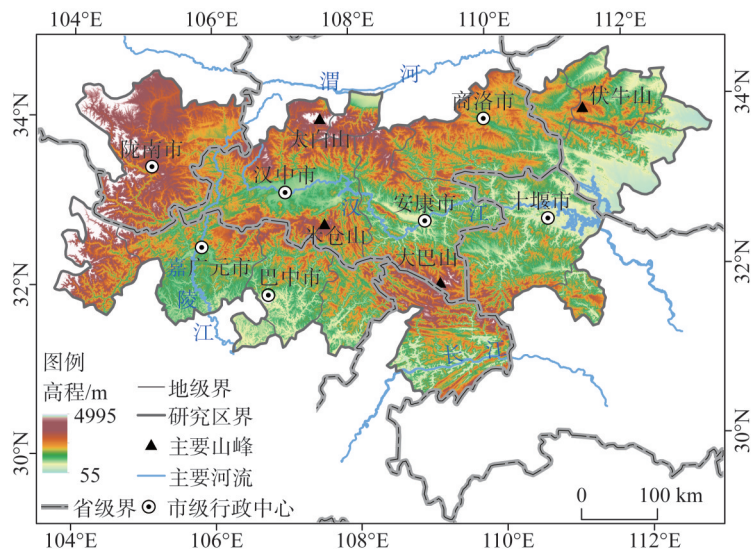 104°E 106°E 108°E 110°E 112°E
34°N
32°N
30°N
34°N
32°N
30°N
渭 河
商洛市
伏牛山
太白山
陇南市
汉中市
汉
安康市
江
十堰市
米仓山
大巴山
嘉
广元市
巴中市
陵
江
长 江
图例
高程/m
4995
55
地级界
研究区界
主要山峰
主要河流
省级界
市级行政中心
0 100 km
104°E 106°E 108°E 110°E 112°E